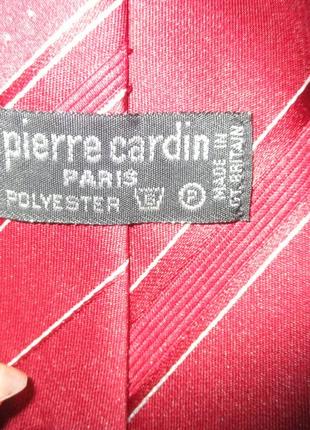 pierre cardin
PARIS
POLYESTER
P
MADE IN
GT. BRITAIN